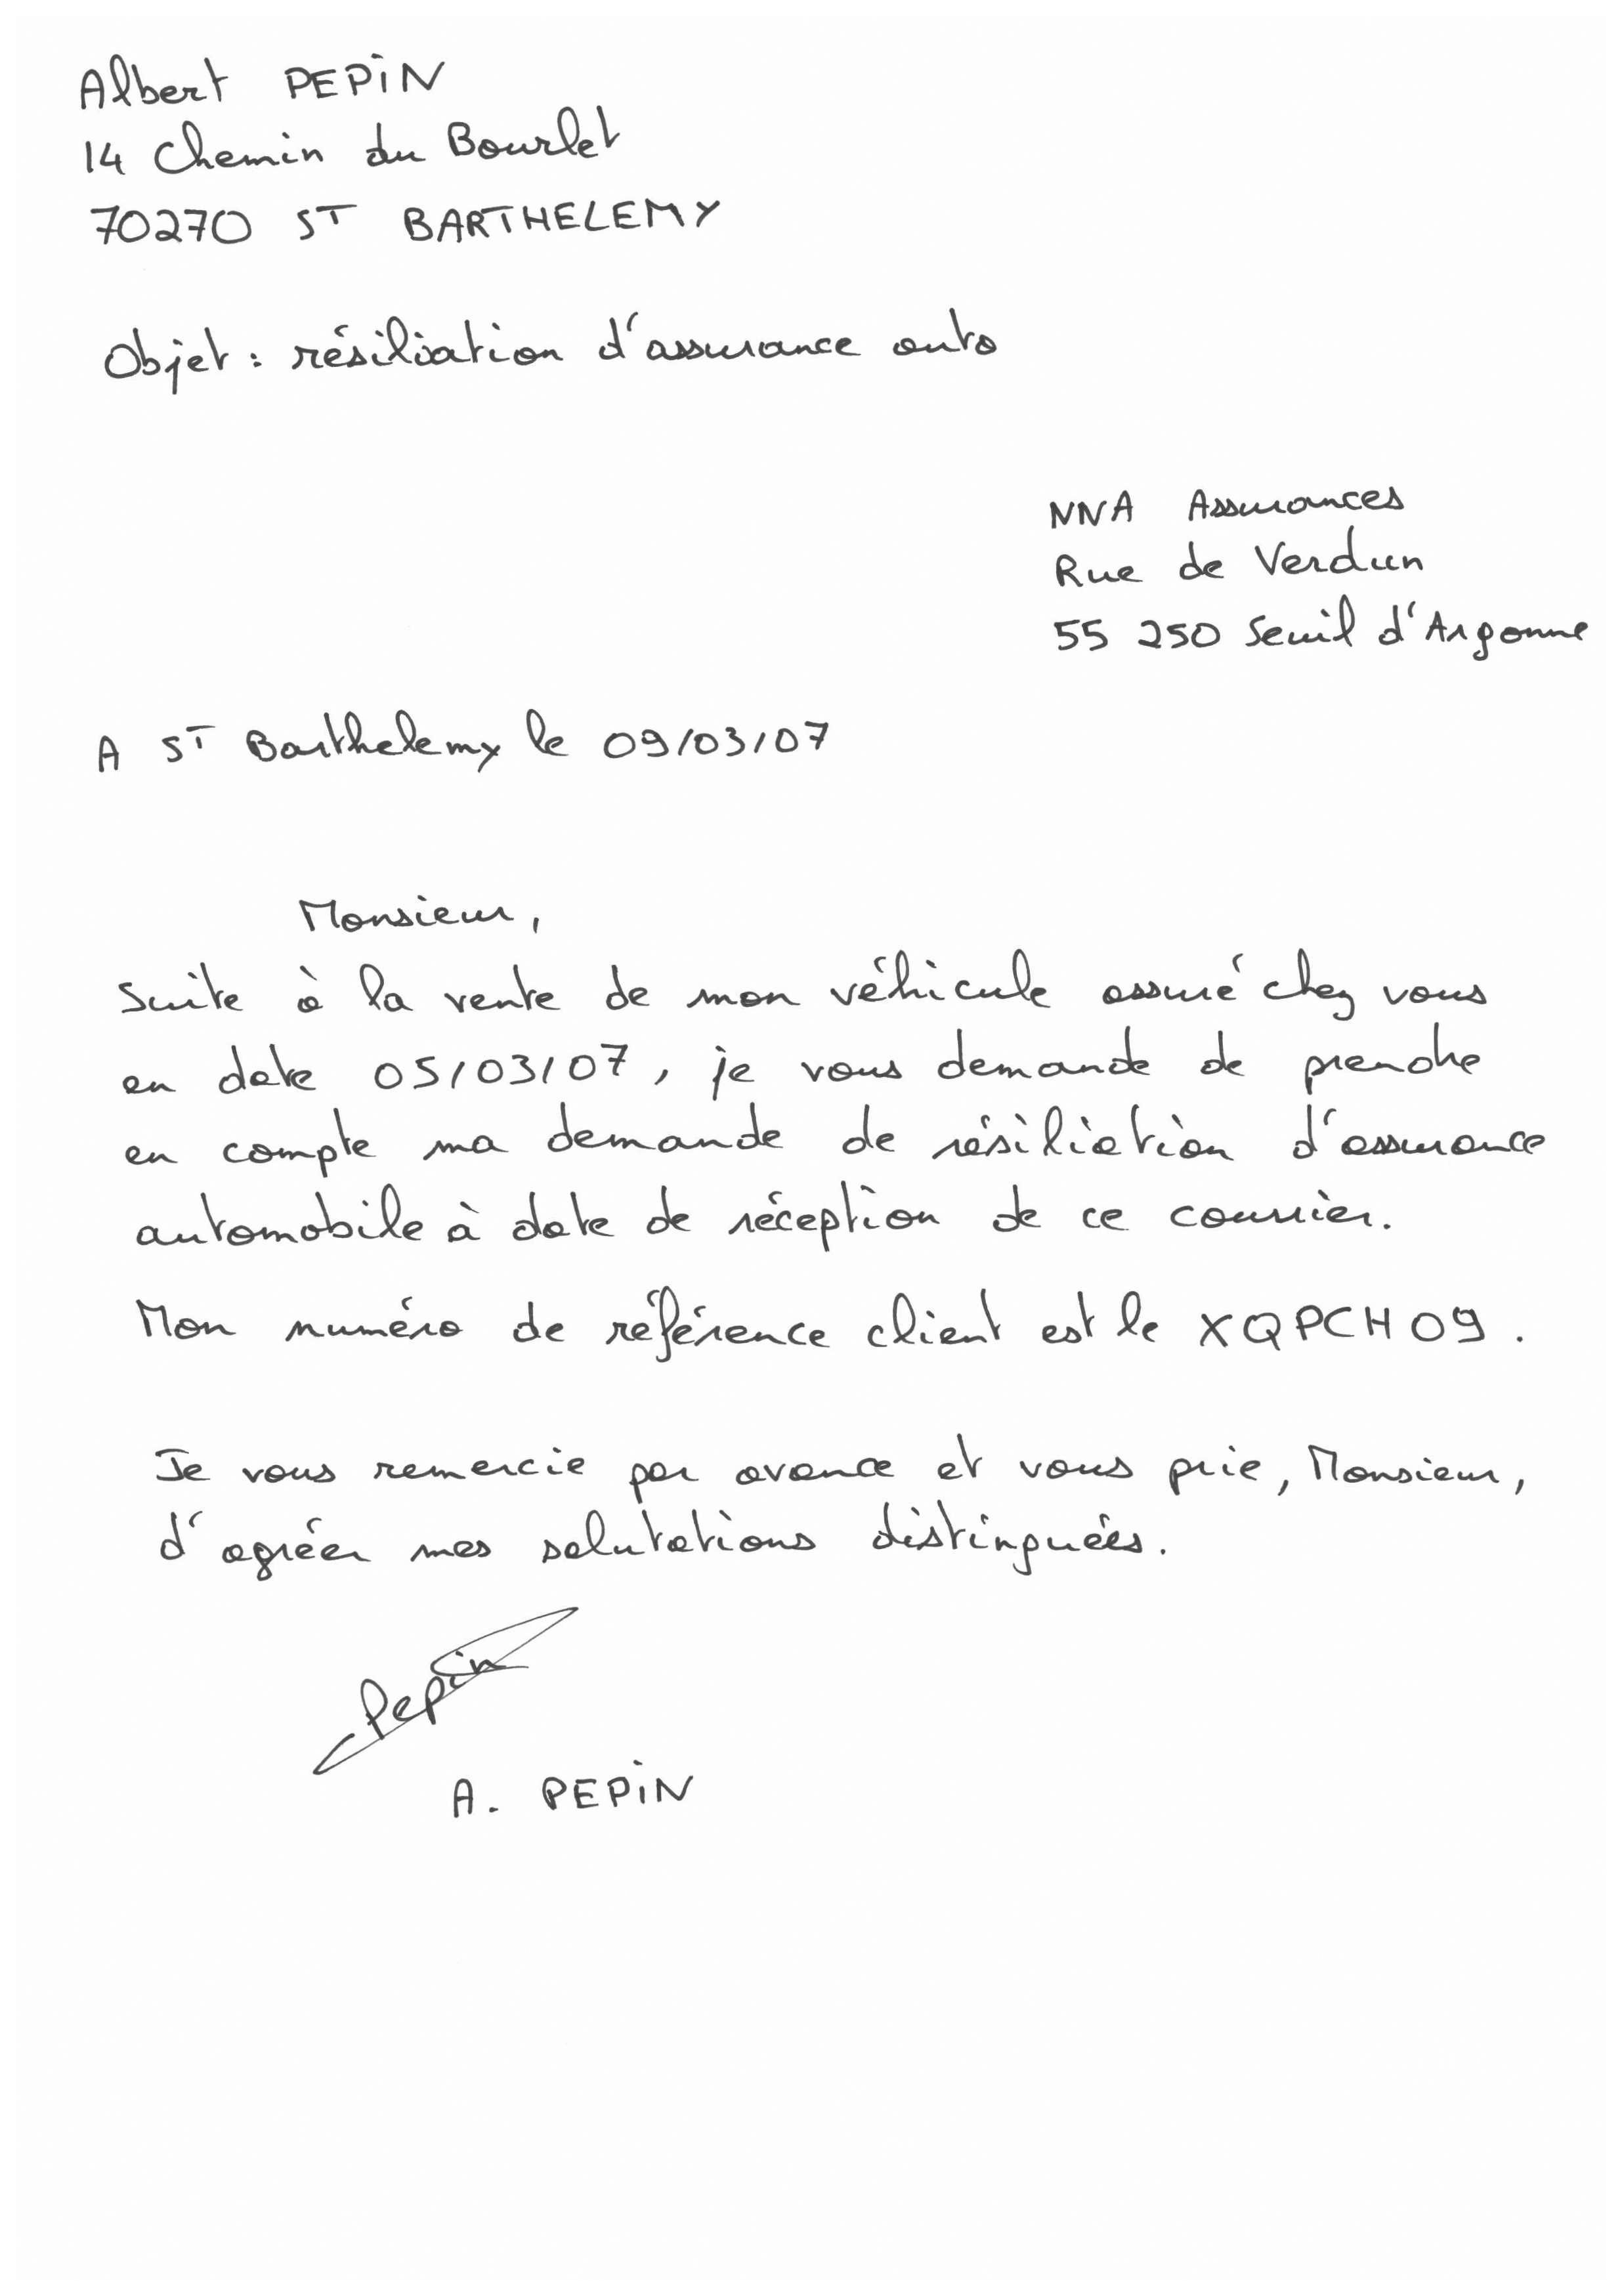 Albert PEPIN
14 Chemin du Bourlet
70270 ST BARTHELEMY
Objet : résiliation d'assurance auto
NNA Assurances
Rue de Verdun
55 250 Seuil d'Argonne
A ST Barthelemy le 09/03/07
Monsieur,
Suite à la vente de mon véhicule assuré chez vous
en date 05/03/07, je vous demande de prendre
en compte ma demande de résiliation d'assurance
automobile à date de réception de ce courrier.
Mon numéro de référence client est le XQPCH09.
Je vous remercie par avance et vous prie, Monsieur,
d'agréer mes salutations distinguées.
Pepin
A. PEPIN